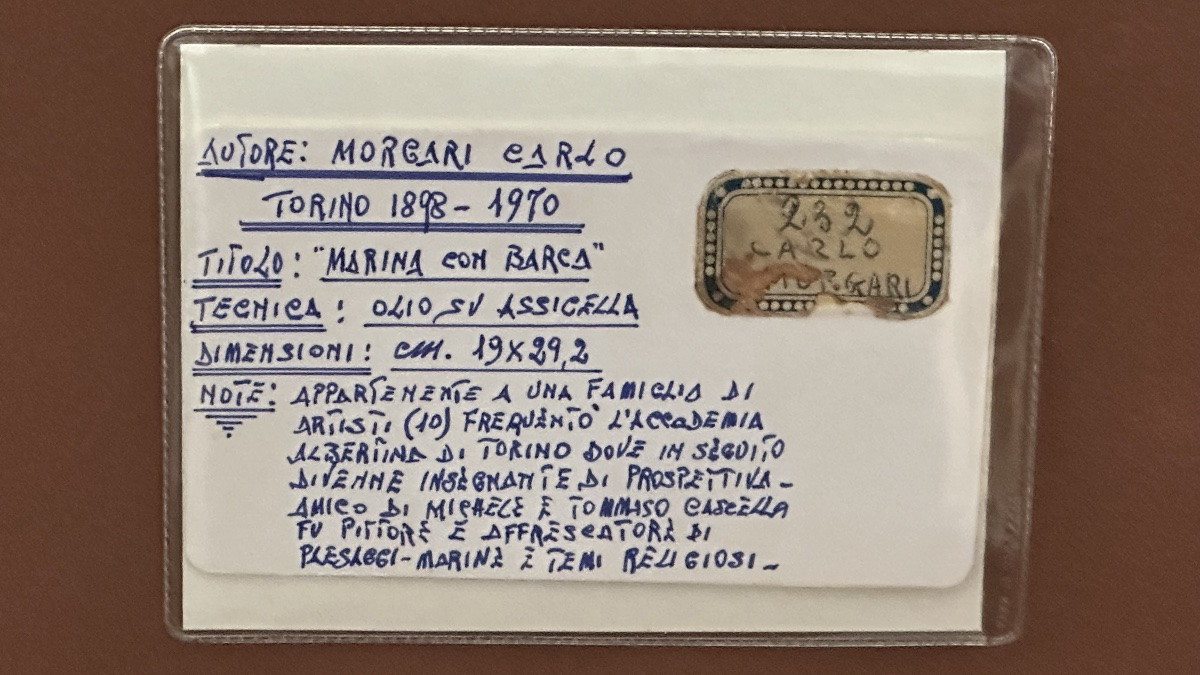 AUTORE: MORGARI CARLO
TORINO 1898 - 1970
TITOLO: "MARINA CON BARCA"
TECNICA: OLIO SU ASSICELLA
DIMENSIONI: cm. 19X29,2
NOTE: APPARTENENTE A UNA FAMIGLIA DI
ARTISTI (10) FREQUENTÒ L'ACCADEMIA
ALBERTINA DI TORINO DOVE IN SEGUITO
DIVENNE INSEGNANTE DI PROSPETTIVA -
AMICO DI MICHELE E TOMMASO CASCELLA
FU PITTORE E AFFRESCATORE DI
PAESAGGI - MARINE E TEMI RELIGIOSI -
232
CARLO
MORGARI